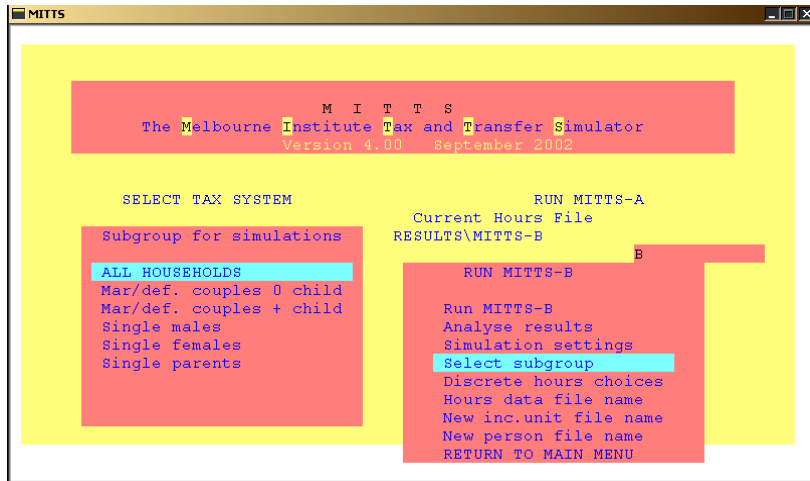 MITTS
M I T T S
The Melbourne Institute Tax and Transfer Simulator
Version 4.00 September 2002
SELECT TAX SYSTEM
RUN MITTS-A
Current Hours File
RESULTS\MITTS-B
B
Subgroup for simulations
ALL HOUSEHOLDS
Mar/def. couples 0 child
Mar/def. couples + child
Single males
Single females
Single parents
RUN MITTS-B
Run MITTS-B
Analyse results
Simulation settings
Select subgroup
Discrete hours choices
Hours data file name
New inc.unit file name
New person file name
RETURN TO MAIN MENU